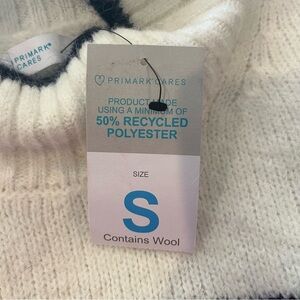 PRIMARK®
CARES
PRIMARK®CARES
PRODUCT MADE
USING A MINIMUM OF
50% RECYCLED
POLYESTER
SIZE
S
Contains Wool